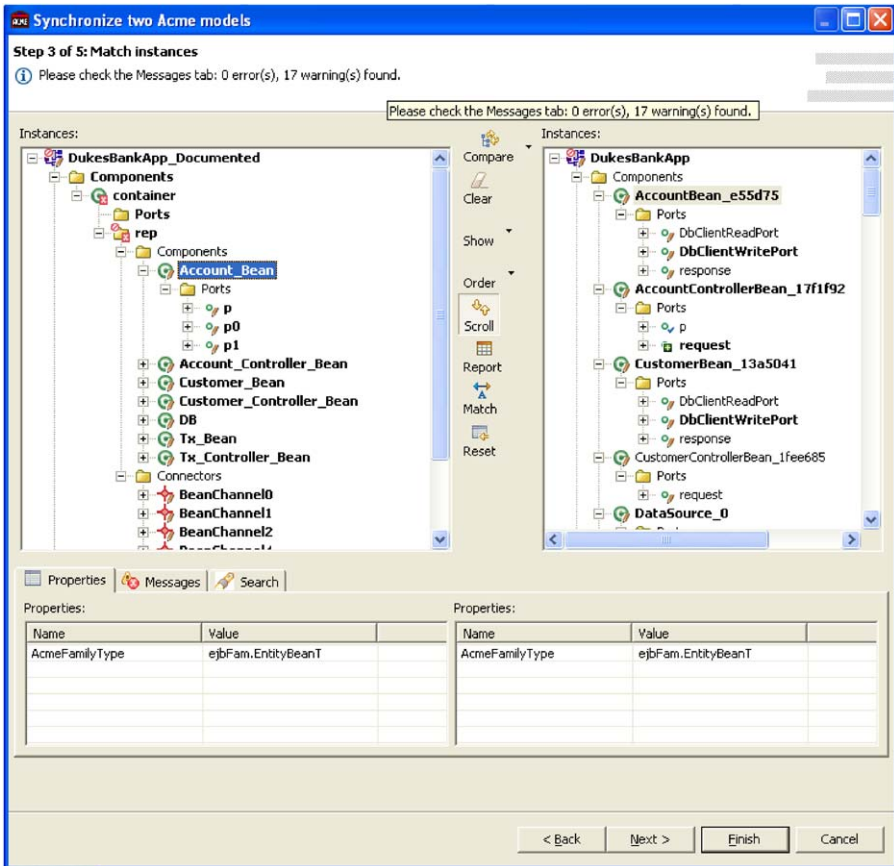 ACME Synchronize two Acme models
Step 3 of 5: Match instances
Please check the Messages tab: 0 error(s), 17 warning(s) found.
Please check the Messages tab: 0 error(s), 17 warning(s) found.
Instances:
DukesBankApp_Documented
Components
container
Ports
rep
Components
Account_Bean
Ports
p
p0
p1
Account_Controller_Bean
Customer_Bean
Customer_Controller_Bean
DB
Tx_Bean
Tx_Controller_Bean
Connectors
BeanChannel0
BeanChannel1
BeanChannel2
Compare
Clear
Show
Order
Scroll
Report
Match
Reset
Instances:
DukesBankApp
Components
AccountBean_e55d75
Ports
DbClientReadPort
DbClientWritePort
response
AccountControllerBean_17f1f92
Ports
p
request
CustomerBean_13a5041
Ports
DbClientReadPort
DbClientWritePort
response
CustomerControllerBean_1fee685
Ports
request
DataSource_0
Properties Messages Search
Properties:
Name Value
AcmeFamilyType ejbFam.EntityBeanT
Properties:
Name Value
AcmeFamilyType ejbFam.EntityBeanT
< Back Next > Finish Cancel